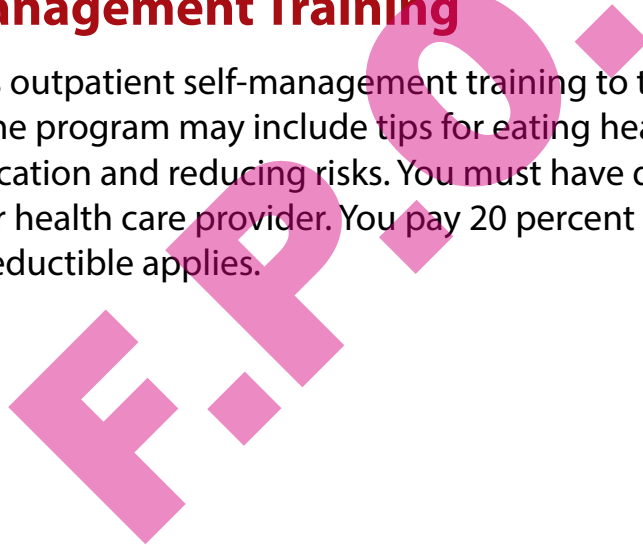 anagement Training
s outpatient self-management training to t
ne program may include tips for eating hea
cation and reducing risks. You must have d
r health care provider. You pay 20 percent
eductible applies.
F.P.O.